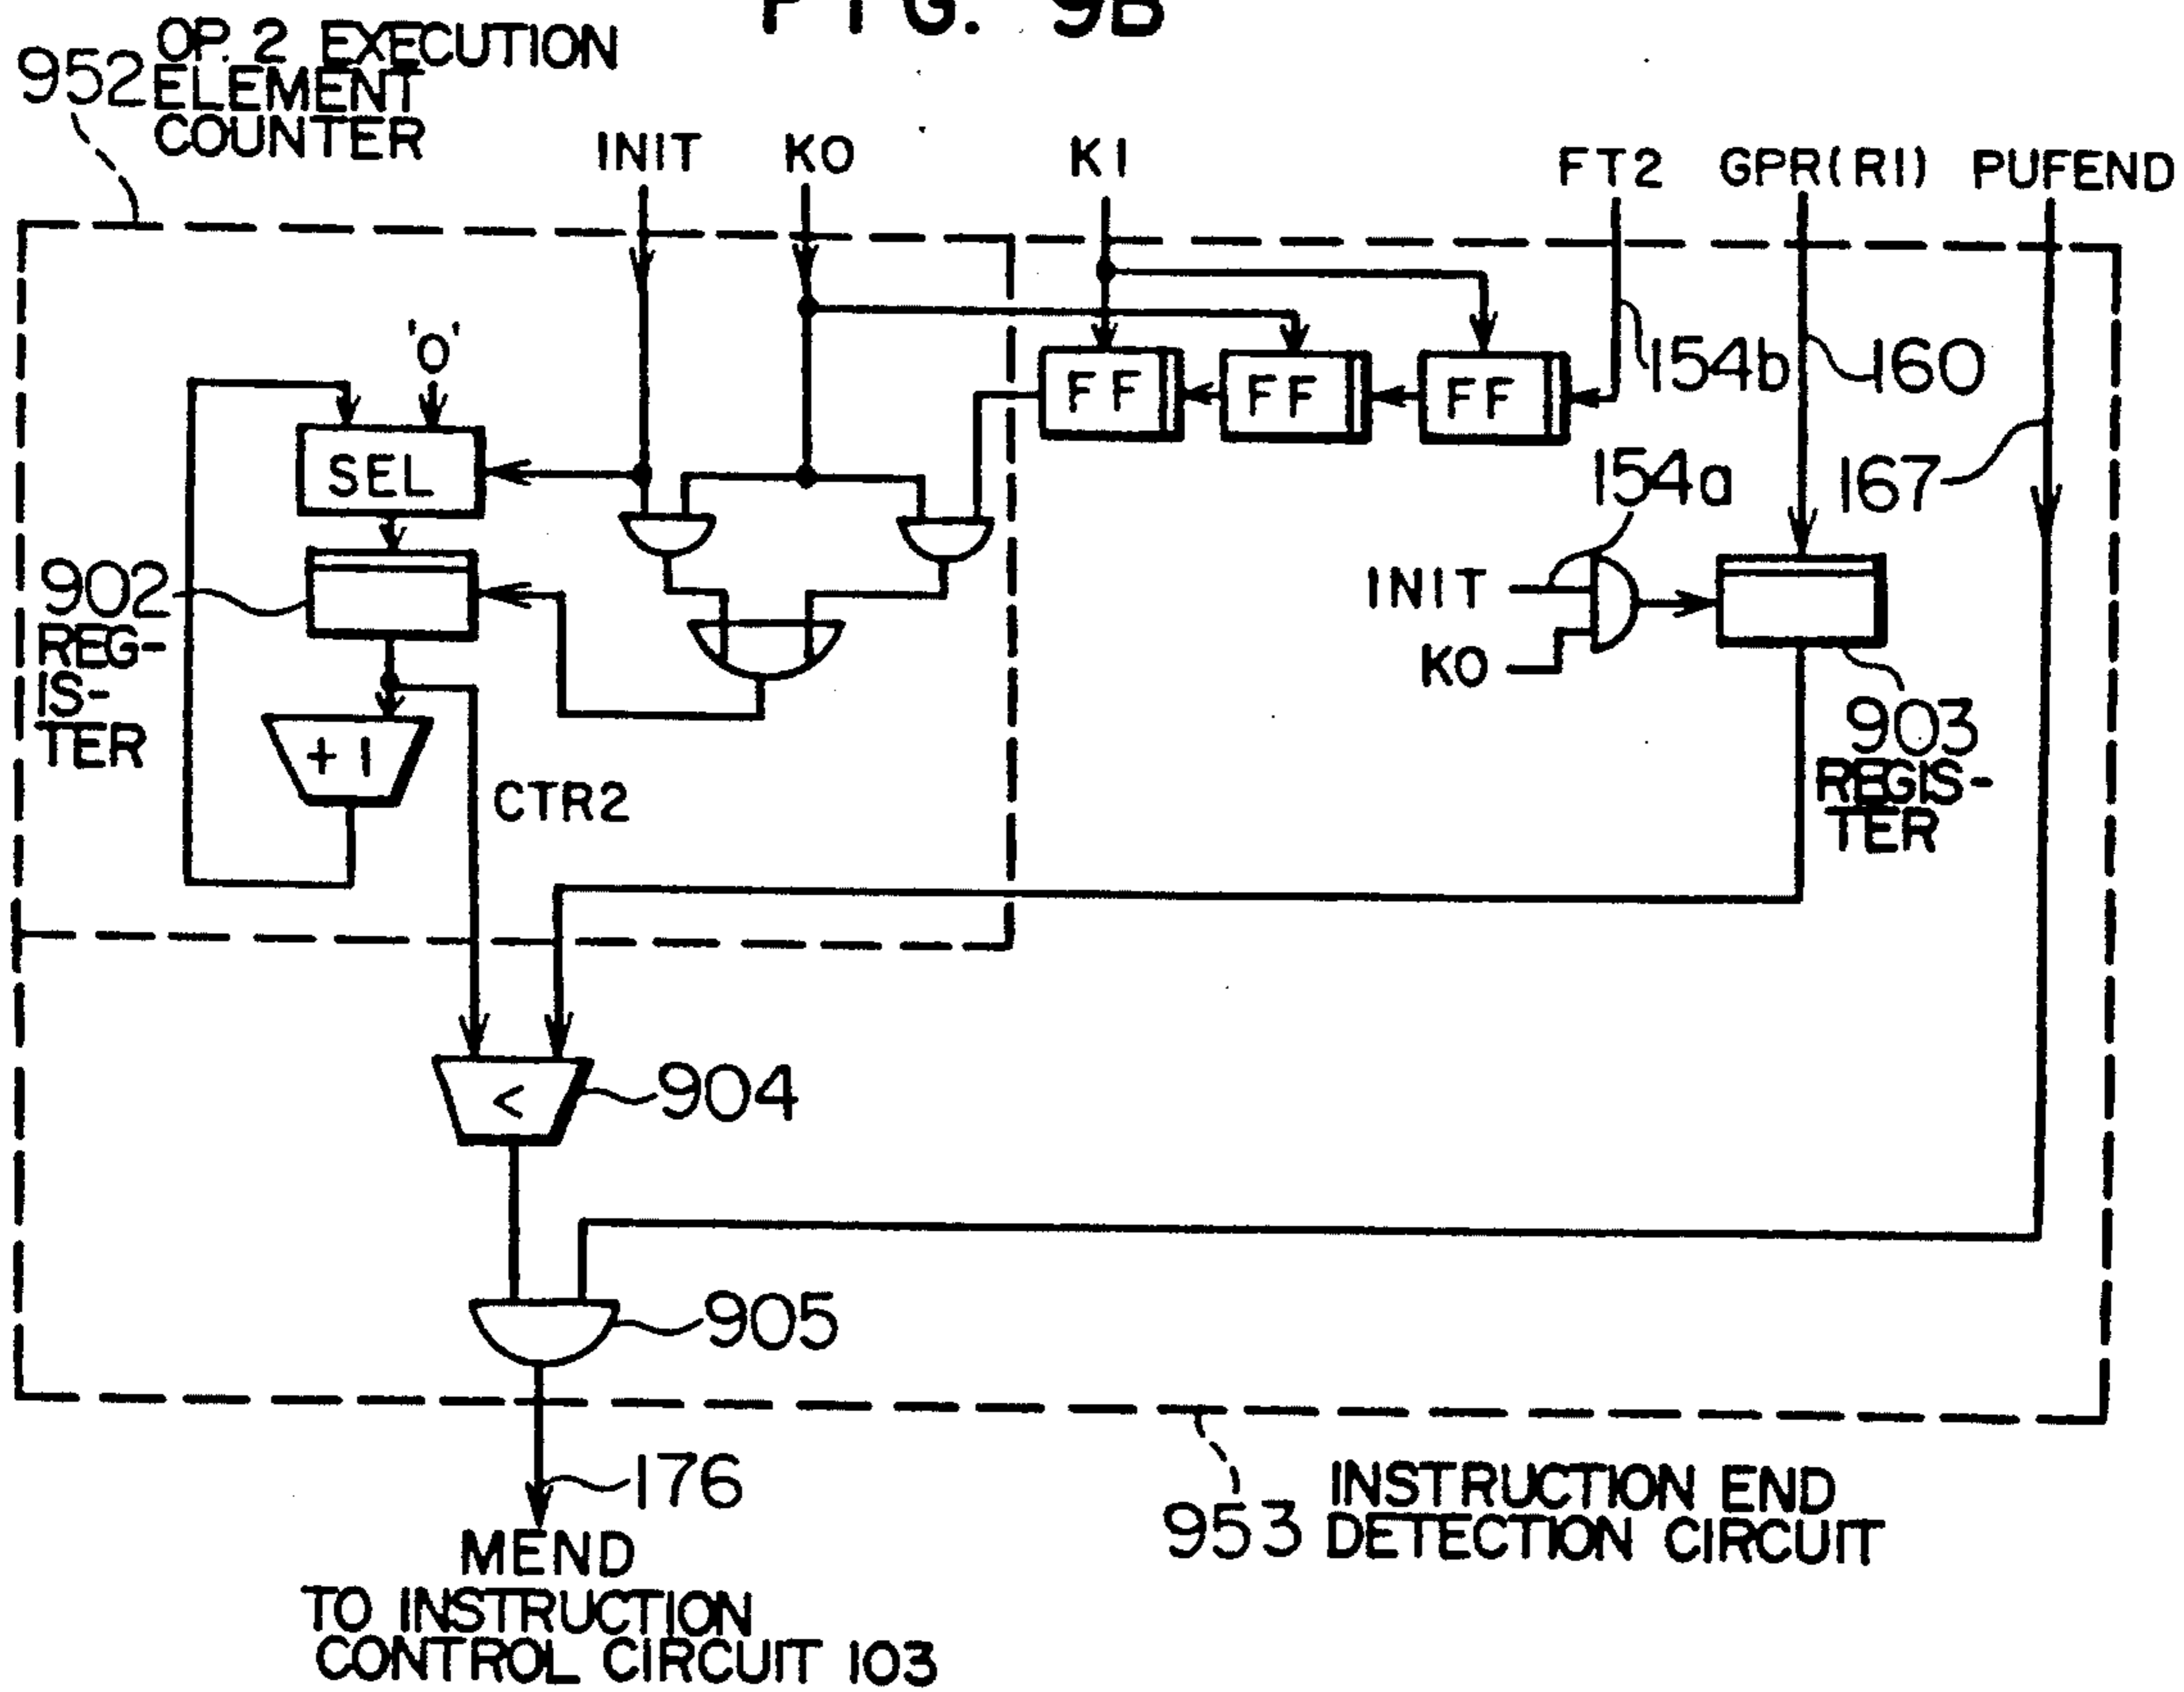 FIG. 9B
952
OP. 2 EXECUTION
ELEMENT
COUNTER
INIT
K0
K1
FT2
GPR(R1)
PUFEND
'0'
SEL
FF
FF
FF
154b
160
154a
167
902
REG-
IS-
TER
INIT
K0
+1
CTR2
903
REGIS-
TER
<
904
905
176
MEND
TO INSTRUCTION
CONTROL CIRCUIT 103
953
INSTRUCTION END
DETECTION CIRCUIT